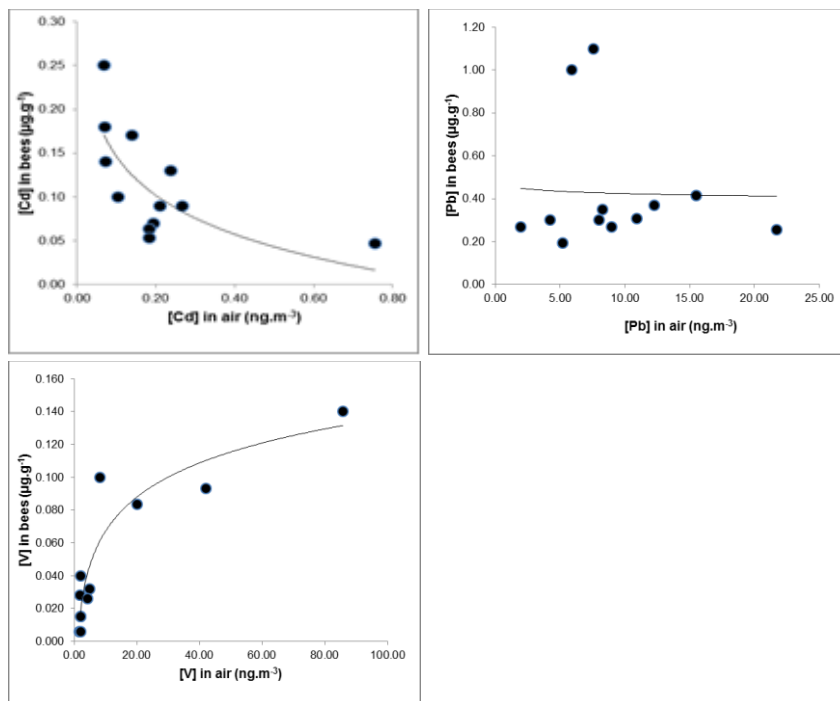 0.30
0.25
0.20
0.15
0.10
0.05
0.00
0.00 0.20 0.40 0.60 0.80
[Cd] in bees (µg.g⁻¹)
[Cd] in air (ng.m⁻³)
1.20
1.00
0.80
0.60
0.40
0.20
0.00
0.00 5.00 10.00 15.00 20.00 25.00
[Pb] in bees (µg.g⁻¹)
[Pb] in air (ng.m⁻³)
0.160
0.140
0.120
0.100
0.080
0.060
0.040
0.020
0.000
0.00 20.00 40.00 60.00 80.00 100.00
[V] in bees (µg.g⁻¹)
[V] in air (ng.m⁻³)